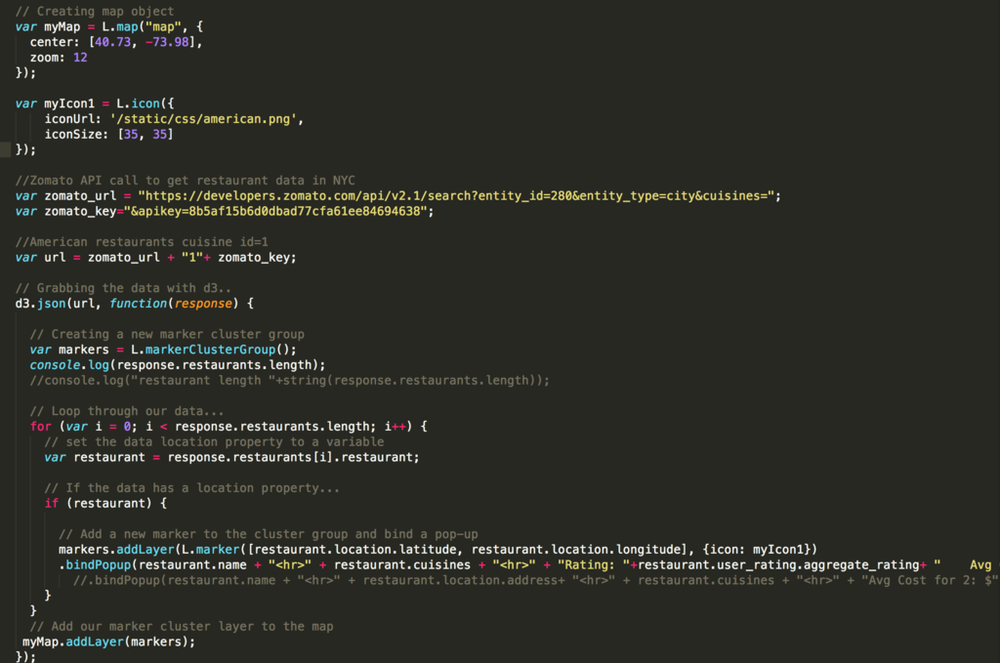 // Creating map object
var myMap = L.map("map", {
  center: [40.73, -73.98],
  zoom: 12
});

var myIcon1 = L.icon({
    iconUrl: '/static/css/american.png',
    iconSize: [35, 35]
});

//Zomato API call to get restaurant data in NYC
var zomato_url = "https://developers.zomato.com/api/v2.1/search?entity_id=280&entity_type=city&cuisines=";
var zomato_key="&apikey=8b5af15b6d0dbad77cfa61ee84694638";

//American restaurants cuisine id=1
var url = zomato_url + "1"+ zomato_key;

// Grabbing the data with d3..
d3.json(url, function(response) {

  // Creating a new marker cluster group
  var markers = L.markerClusterGroup();
  console.log(response.restaurants.length);
  //console.log("restaurant length "+string(response.restaurants.length));

  // Loop through our data...
  for (var i = 0; i < response.restaurants.length; i++) {
    // set the data location property to a variable
    var restaurant = response.restaurants[i].restaurant;

    // If the data has a location property...
    if (restaurant) {

      // Add a new marker to the cluster group and bind a pop-up
      markers.addLayer(L.marker([restaurant.location.latitude, restaurant.location.longitude], {icon: myIcon1})
      .bindPopup(restaurant.name + "<hr>" + restaurant.cuisines + "<hr>" + "Rating: "+restaurant.user_rating.aggregate_rating+ "    Avg
        //.bindPopup(restaurant.name + "<hr>" + restaurant.location.address+ "<hr>" + restaurant.cuisines + "<hr>" + "Avg Cost for 2: $"
    }
  }
  // Add our marker cluster layer to the map
 myMap.addLayer(markers);
});